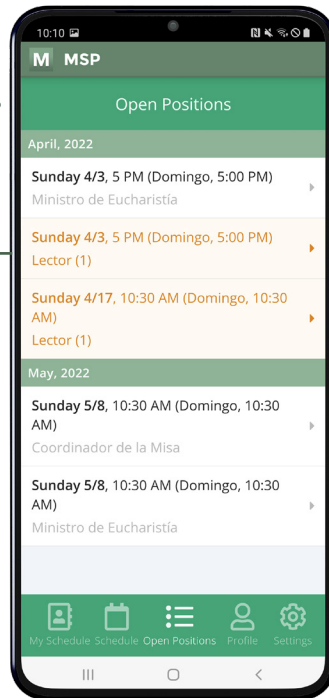 10:10
M MSP
Open Positions
April, 2022
Sunday 4/3, 5 PM (Domingo, 5:00 PM)
Ministro de Eucharistía
Sunday 4/3, 5 PM (Domingo, 5:00 PM)
Lector (1)
Sunday 4/17, 10:30 AM (Domingo, 10:30
AM)
Lector (1)
May, 2022
Sunday 5/8, 10:30 AM (Domingo, 10:30
AM)
Coordinador de la Misa
Sunday 5/8, 10:30 AM (Domingo, 10:30
AM)
Ministro de Eucharistía
My Schedule Schedule Open Positions Profile Settings